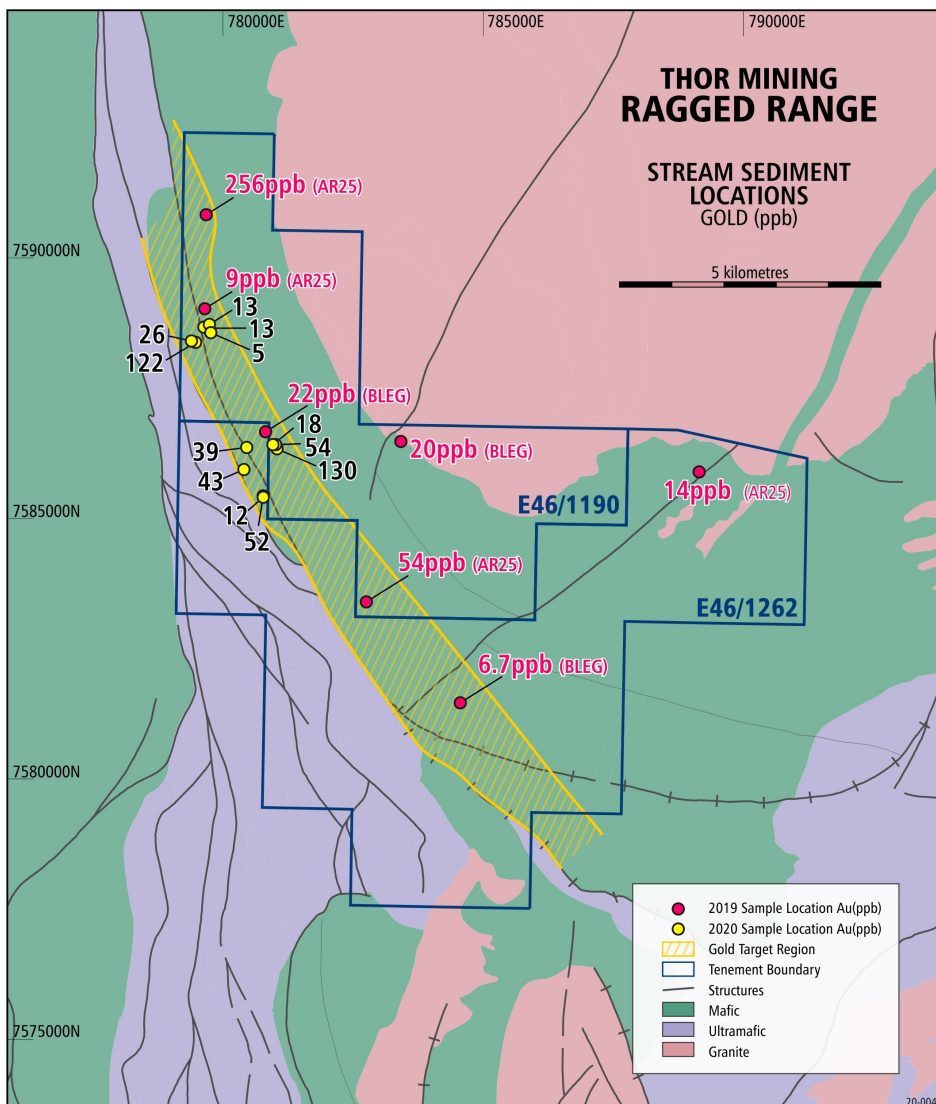 780000E
785000E
790000E
THOR MINING
RAGGED RANGE
STREAM SEDIMENT
LOCATIONS
GOLD (ppb)
5 kilometres
256ppb (AR25)
7590000N
9ppb (AR25)
13
13
5
26
122
22ppb (BLEG)
18
54
130
39
43
12
52
20ppb (BLEG)
14ppb (AR25)
E46/1190
7585000N
54ppb (AR25)
E46/1262
6.7ppb (BLEG)
7580000N
2019 Sample Location Au(ppb)
2020 Sample Location Au(ppb)
Gold Target Region
Tenement Boundary
Structures
Mafic
Ultramafic
Granite
7575000N
20-004